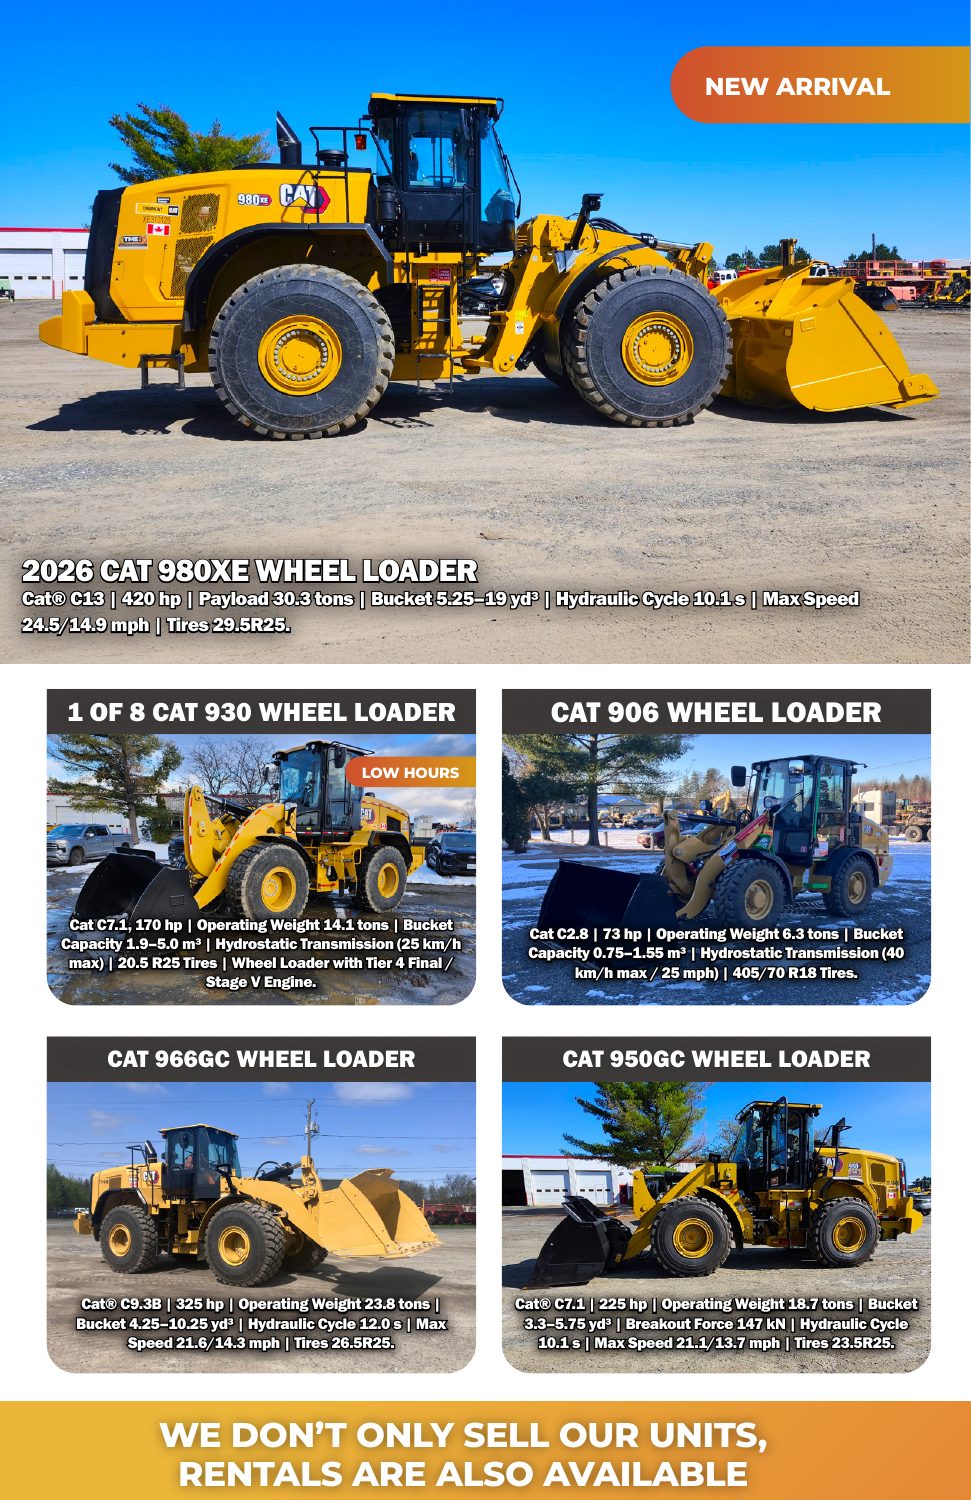 NEW ARRIVAL
980XE
CAT
TOROMONT
CAT
2026 CAT 980XE WHEEL LOADER
Cat® C13 | 420 hp | Payload 30.3 tons | Bucket 5.25–19 yd³ | Hydraulic Cycle 10.1 s | Max Speed
24.5/14.9 mph | Tires 29.5R25.
1 OF 8 CAT 930 WHEEL LOADER
LOW HOURS
CAT
Cat C7.1, 170 hp | Operating Weight 14.1 tons | Bucket
Capacity 1.9–5.0 m³ | Hydrostatic Transmission (25 km/h
max) | 20.5 R25 Tires | Wheel Loader with Tier 4 Final /
Stage V Engine.
CAT 906 WHEEL LOADER
Cat C2.8 | 73 hp | Operating Weight 6.3 tons | Bucket
Capacity 0.75–1.55 m³ | Hydrostatic Transmission (40
km/h max / 25 mph) | 405/70 R18 Tires.
CAT 966GC WHEEL LOADER
Cat® C9.3B | 325 hp | Operating Weight 23.8 tons |
Bucket 4.25–10.25 yd³ | Hydraulic Cycle 12.0 s | Max
Speed 21.6/14.3 mph | Tires 26.5R25.
CAT 950GC WHEEL LOADER
950
Cat® C7.1 | 225 hp | Operating Weight 18.7 tons | Bucket
3.3–5.75 yd³ | Breakout Force 147 kN | Hydraulic Cycle
10.1 s | Max Speed 21.1/13.7 mph | Tires 23.5R25.
WE DON'T ONLY SELL OUR UNITS,
RENTALS ARE ALSO AVAILABLE